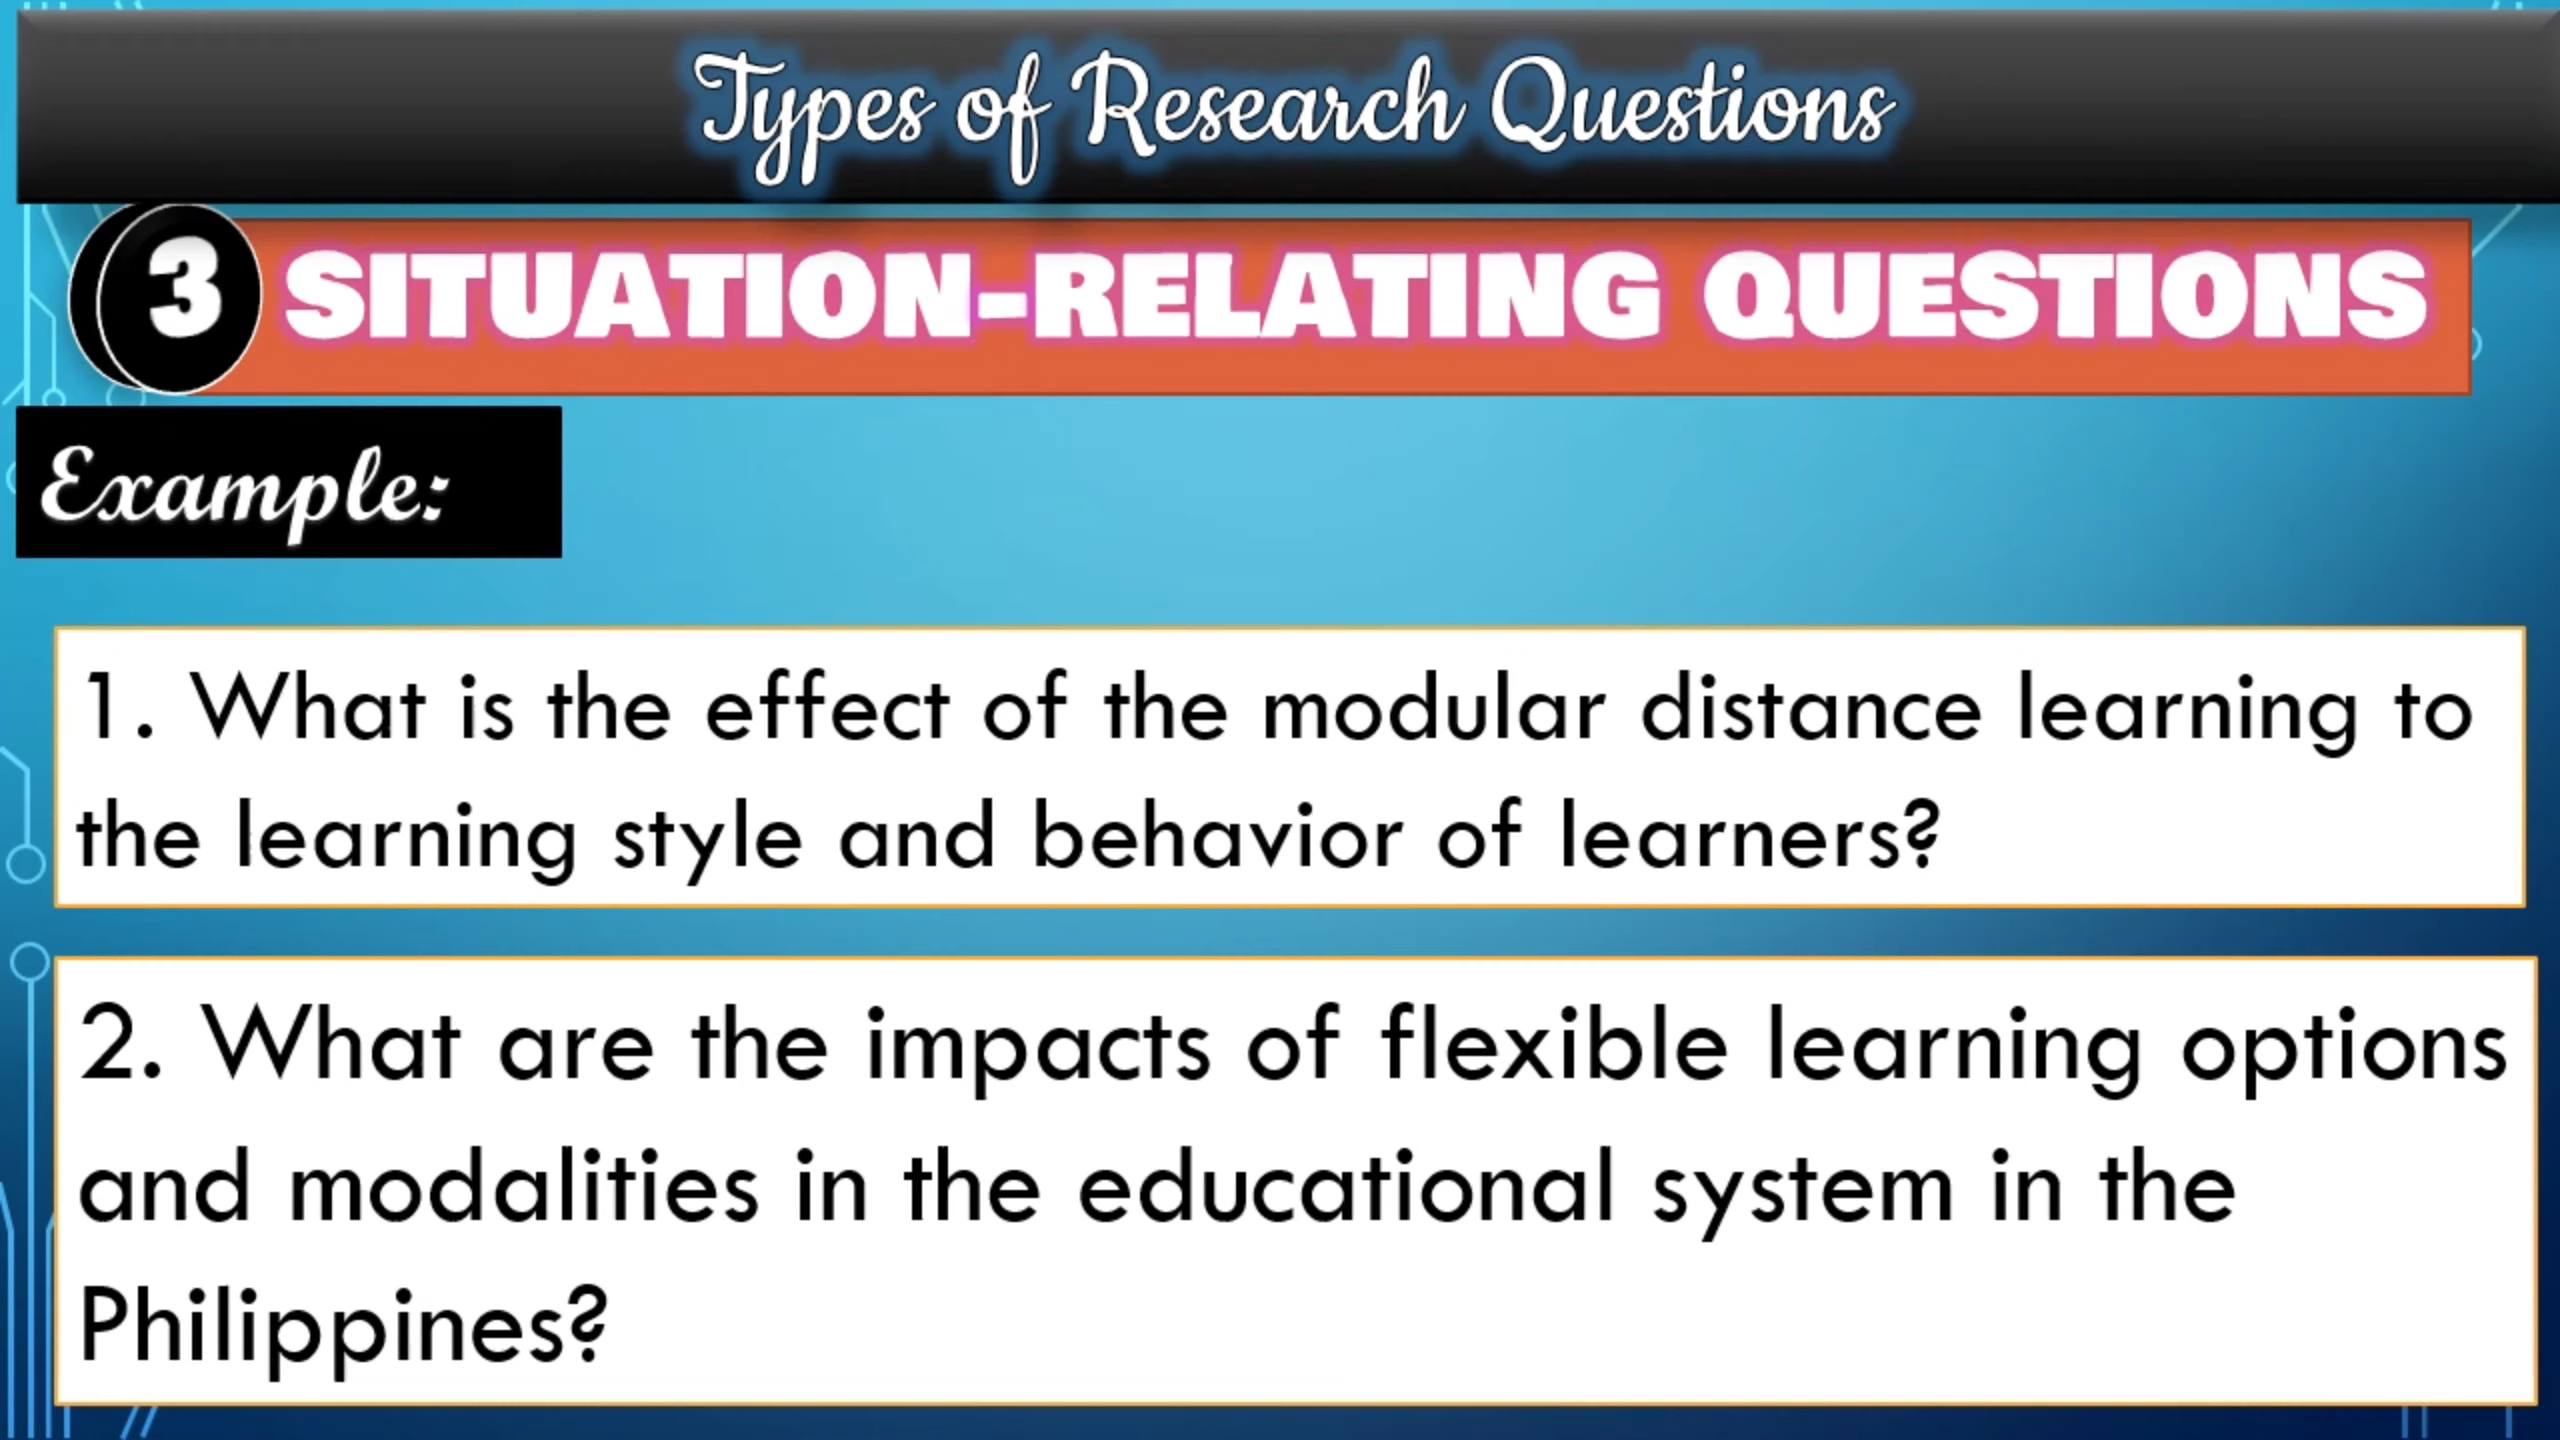 Types of Research Questions
3 SITUATION-RELATING QUESTIONS
Example:
1. What is the effect of the modular distance learning to
the learning style and behavior of learners?
2. What are the impacts of flexible learning options
and modalities in the educational system in the
Philippines?